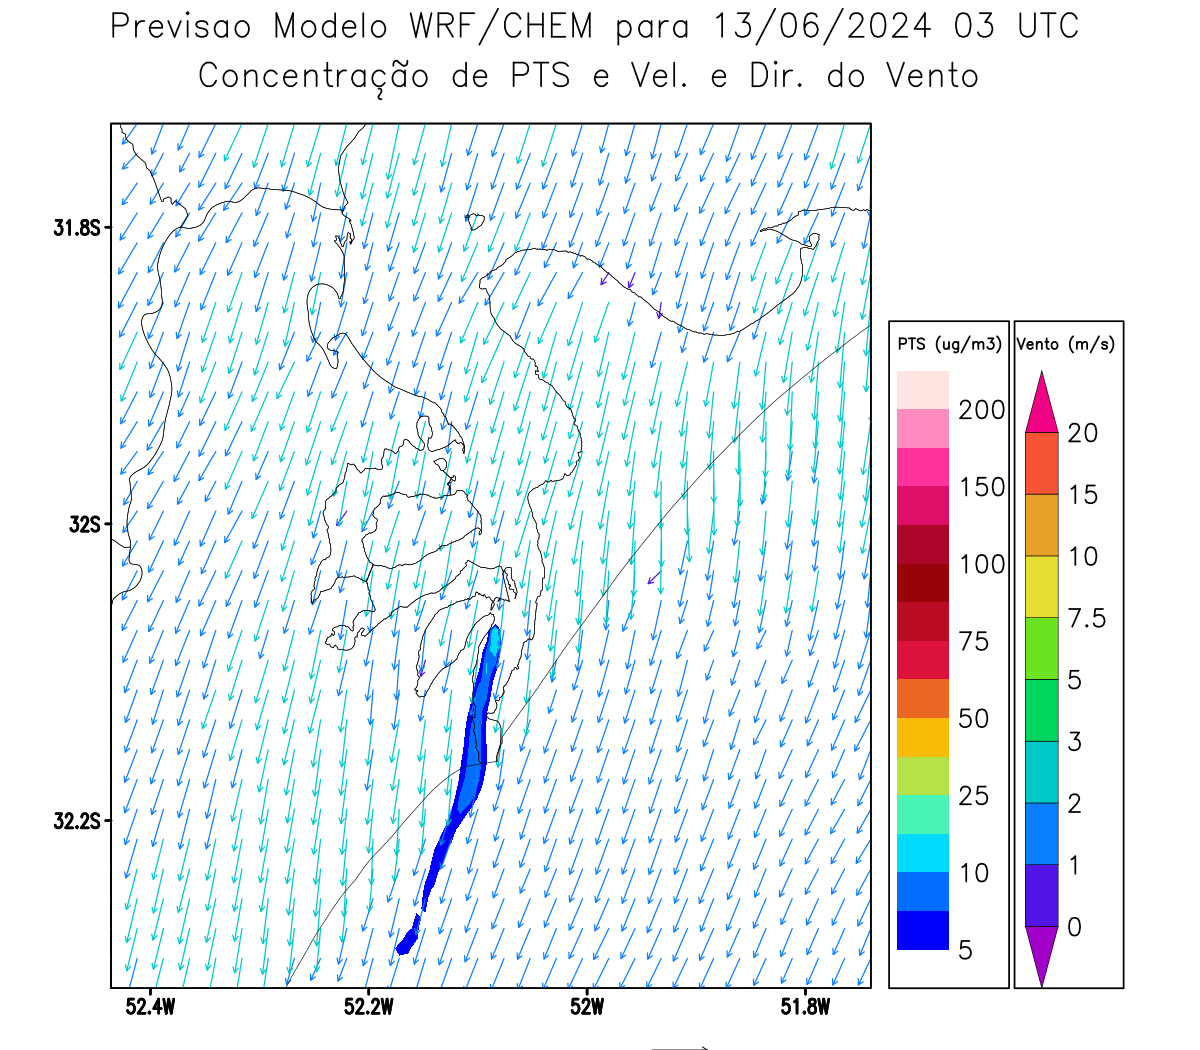 Previsao Modelo WRF/CHEM para 13/06/2024 03 UTC
Concentração de PTS e Vel. e Dir. do Vento
31.8S
32S
32.2S
52.4W
52.2W
52W
51.8W
PTS (ug/m3)
200
150
100
75
50
25
10
5
Vento (m/s)
20
15
10
7.5
5
3
2
1
0